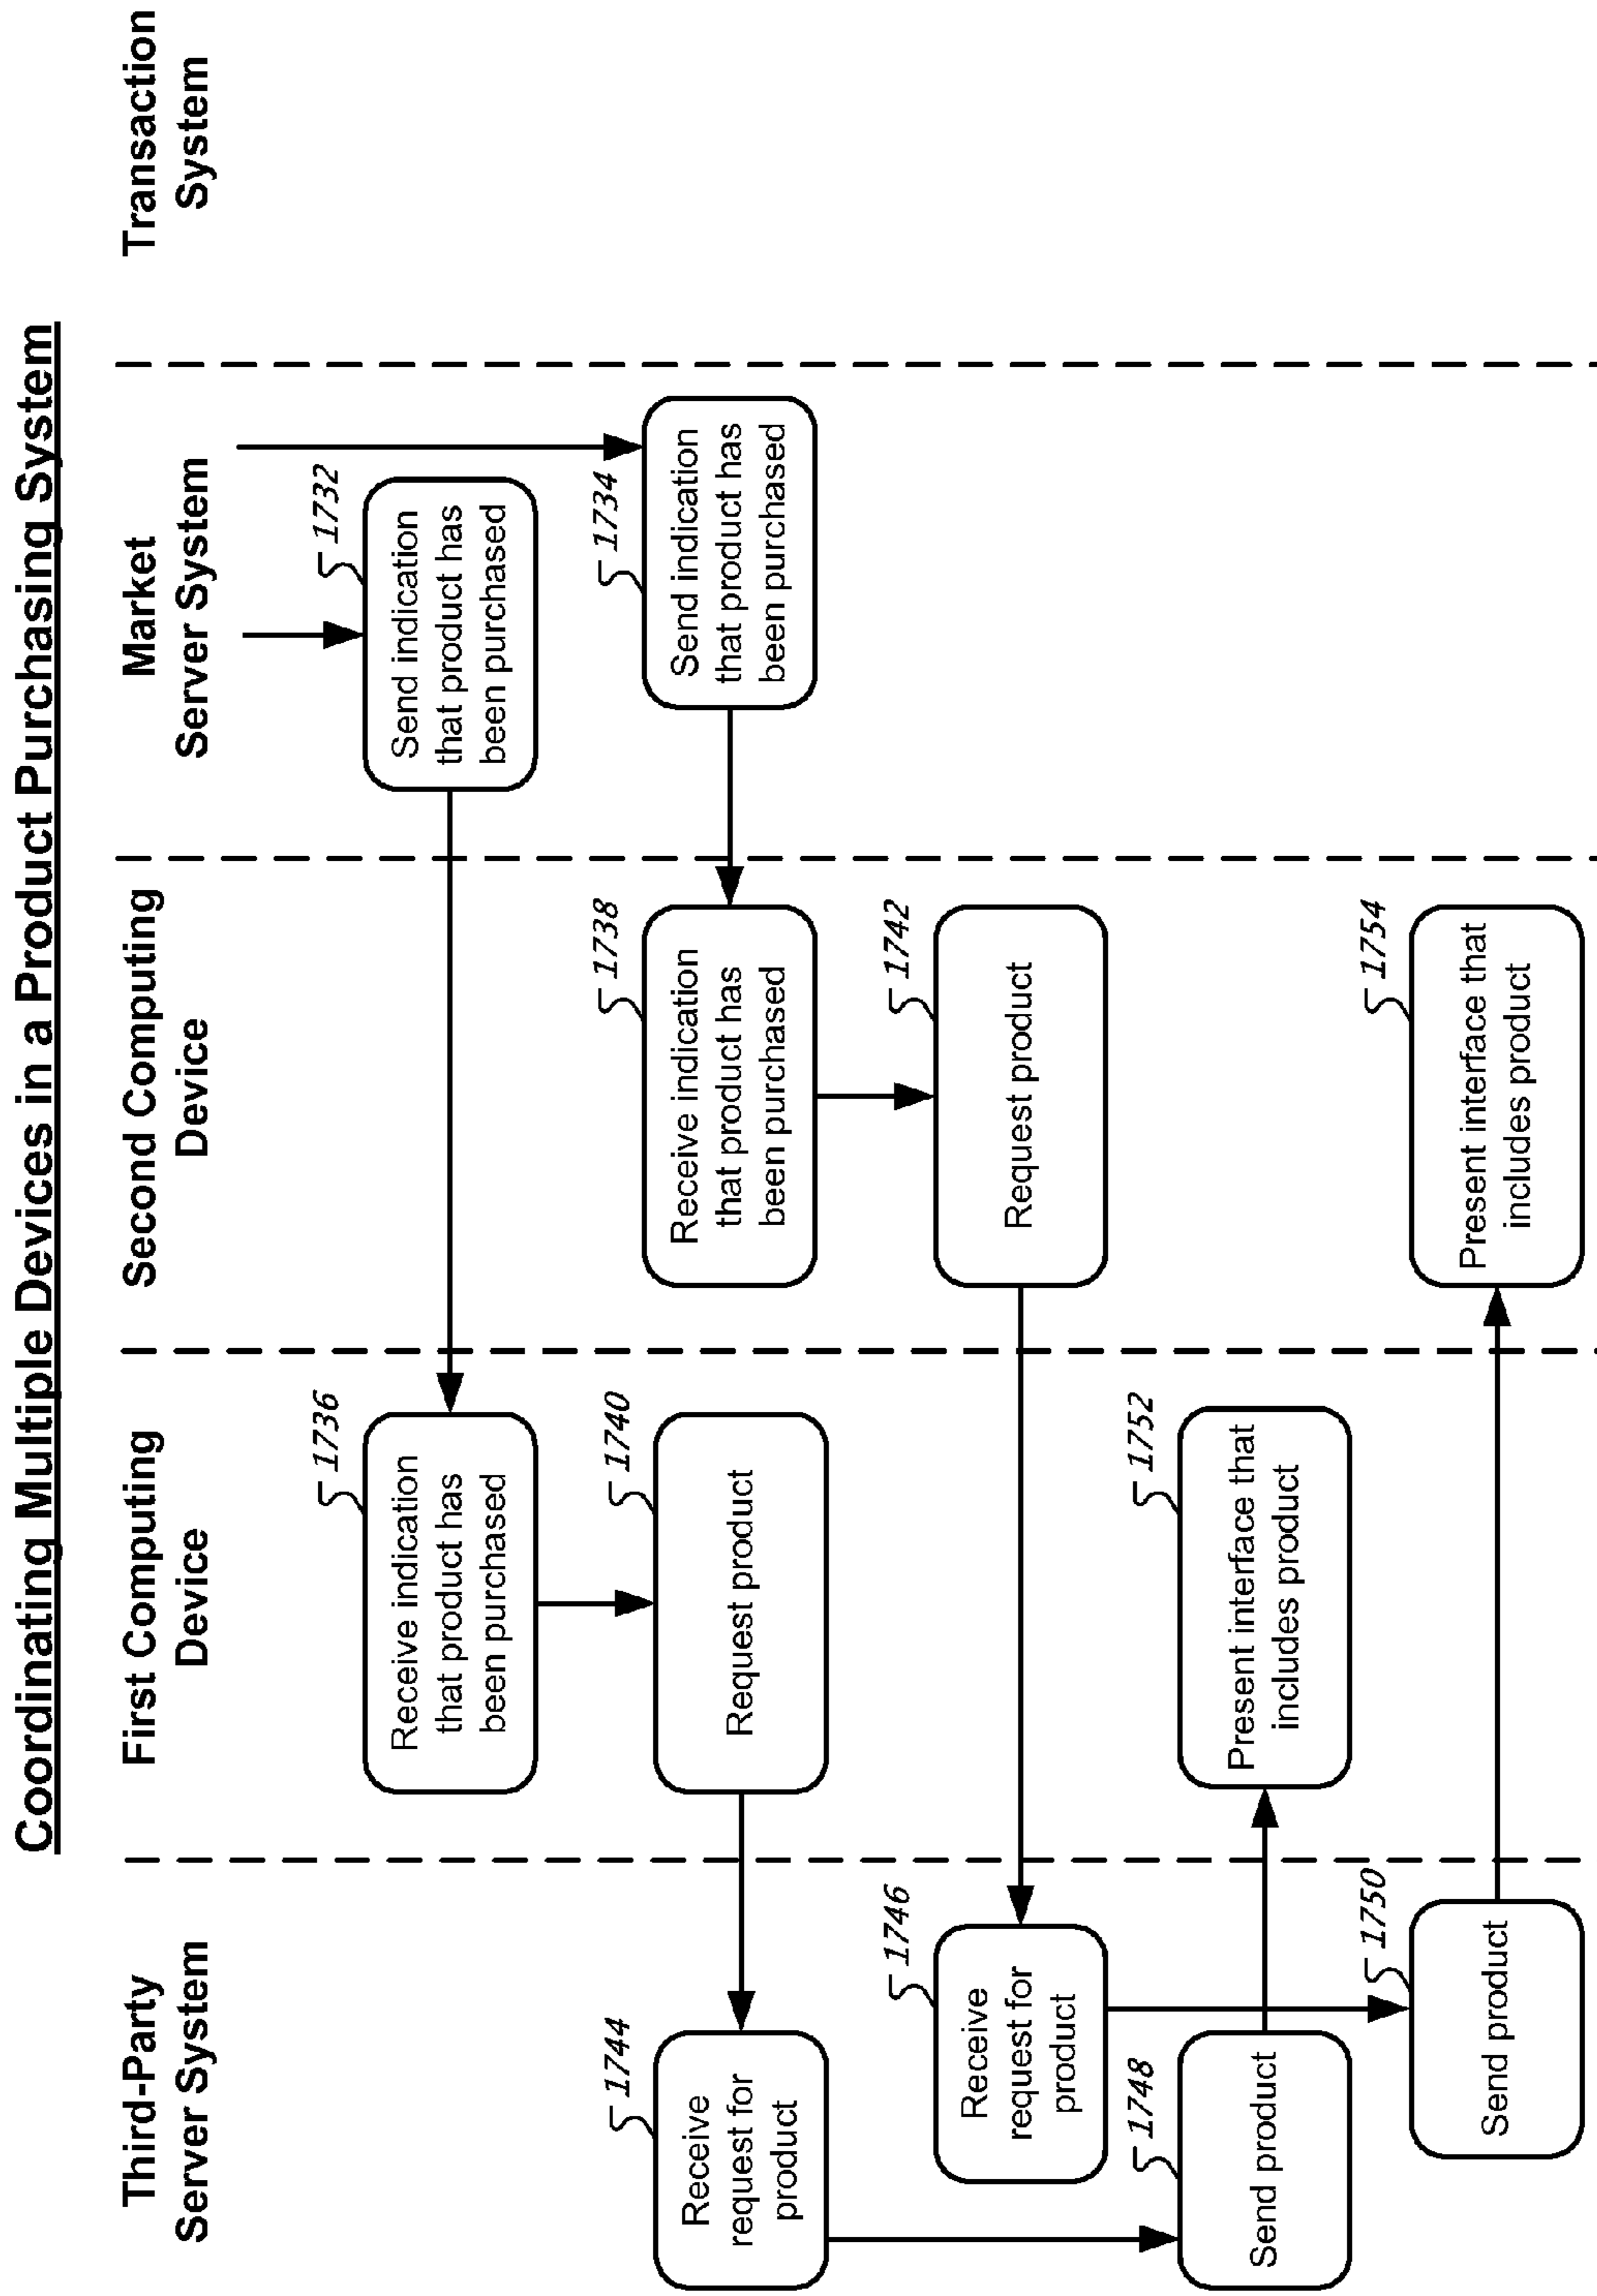 Coordinating Multiple Devices in a Product Purchasing System
Third-Party
Server System
First Computing
Device
Second Computing
Device
Market
Server System
Transaction
System
1736
Receive indication
that product has
been purchased
1732
Send indication
that product has
been purchased
1744
Receive
request for
product
1740
Request product
1738
Receive indication
that product has
been purchased
1734
Send indication
that product has
been purchased
1746
Receive
request for
product
1742
Request product
1748
Send product
1752
Present interface that
includes product
1750
Send product
1754
Present interface that
includes product